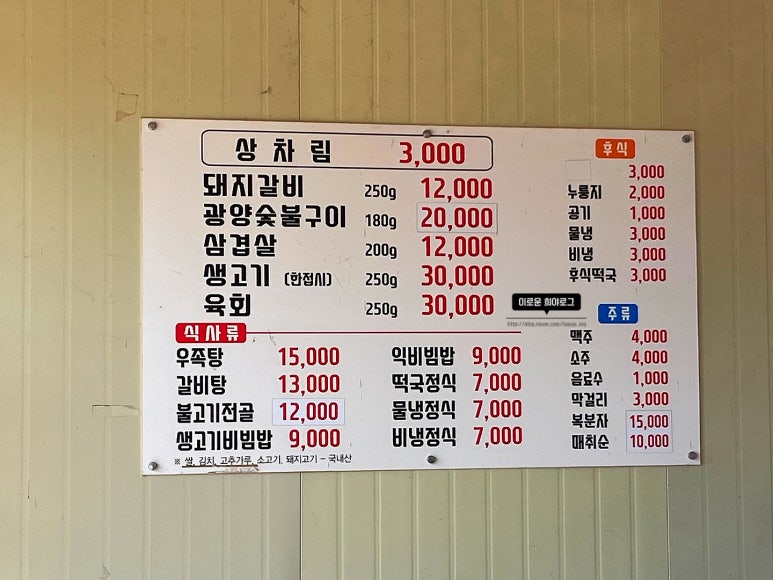 상차림 3,000
돼지갈비 250g 12,000
광양숯불구이 180g 20,000
삼겹살 200g 12,000
생고기 (한접시) 250g 30,000
육회 250g 30,000
식사류
우족탕 15,000
갈비탕 13,000
불고기전골 12,000
생고기비빔밥 9,000
익비빔밥 9,000
떡국정식 7,000
물냉정식 7,000
비냉정식 7,000
※ 쌀, 김치, 고추가루, 소고기, 돼지고기 - 국내산
후식
3,000
누룽지 2,000
공기 1,000
물냉 3,000
비냉 3,000
후식떡국 3,000
이로운 희야로그
주류
맥주 4,000
소주 4,000
음료수 1,000
막걸리 3,000
복분자 15,000
매취순 10,000